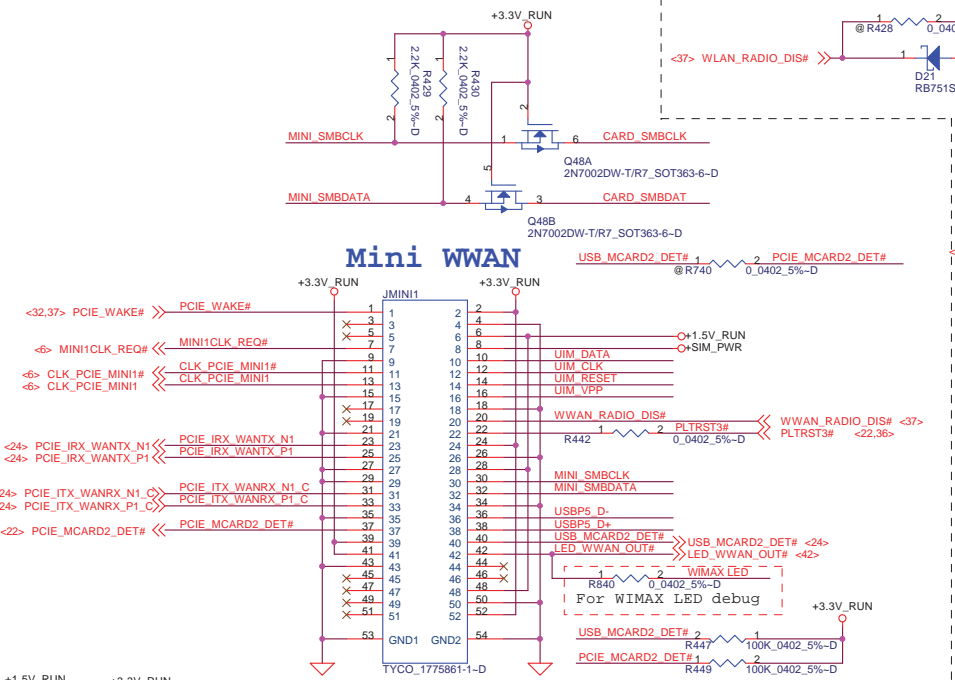 +3.3V_RUN
1
2
@
R428
0_040
<37> WLAN_RADIO_DIS#
1
D21
RB751S
1
2.2K_0402_5%~D
R429
2
1
2.2K_0402_5%~D
R430
2
2
MINI_SMBCLK
1
6
CARD_SMBCLK
Q48A
2N7002DW-T/R7_SOT363-6~D
5
MINI_SMBDATA
4
3
CARD_SMBDAT
Q48B
2N7002DW-T/R7_SOT363-6~D
Mini WWAN
USB_MCARD2_DET#
1
2
PCIE_MCARD2_DET#
@
R740
0_0402_5%~D
+3.3V_RUN
+3.3V_RUN
JMINI1
<32,37> PCIE_WAKE#
PCIE_WAKE#
1 1 2 2
3 3 4 4
5 5 6 6
+1.5V_RUN
<6> MINI1CLK_REQ#
MINI1CLK_REQ#
7 7 8 8
+SIM_PWR
9 9 10 10
UIM_DATA
<6> CLK_PCIE_MINI1#
CLK_PCIE_MINI1#
11 11 12 12
UIM_CLK
<6> CLK_PCIE_MINI1
CLK_PCIE_MINI1
13 13 14 14
UIM_RESET
15 15 16 16
UIM_VPP
17 17 18 18
19 19 20 20
WWAN_RADIO_DIS#
WWAN_RADIO_DIS# <37>
21 21 22 22
R442
1
2
PLTRST3#
0_0402_5%~D
PLTRST3# <22,36>
<24> PCIE_IRX_WANTX_N1
PCIE_IRX_WANTX_N1
23 23 24 24
<24> PCIE_IRX_WANTX_P1
PCIE_IRX_WANTX_P1
25 25 26 26
27 27 28 28
29 29 30 30
MINI_SMBCLK
24> PCIE_ITX_WANRX_N1_C
PCIE_ITX_WANRX_N1_C
31 31 32 32
MINI_SMBDATA
24> PCIE_ITX_WANRX_P1_C
PCIE_ITX_WANRX_P1_C
33 33 34 34
35 35 36 36
USBP5_D-
<22> PCIE_MCARD2_DET#
PCIE_MCARD2_DET#
37 37 38 38
USBP5_D+
39 39 40 40
USB_MCARD2_DET#
USB_MCARD2_DET# <24>
41 41 42 42
LED_WWAN_OUT#
LED_WWAN_OUT# <42>
43 43 44 44
45 45 46 46
47 47 48 48
49 49 50 50
51 51 52 52
53 GND1 GND2 54
TYCO_1775861-1~D
1
2
WIMAX LED
R840
0_0402_5%~D
For WIMAX LED debug
+3.3V_RUN
USB_MCARD2_DET#
2
1
R447
100K_0402_5%~D
PCIE_MCARD2_DET#
1
2
R449
100K_0402_5%~D
+1.5V_RUN
+3.3V_RUN